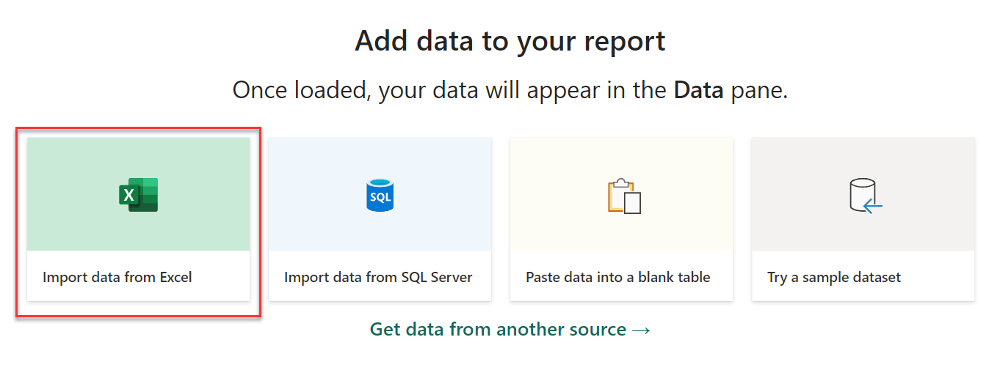 Add data to your report
Once loaded, your data will appear in the Data pane.
X
SQL
Import data from Excel
Import data from SQL Server
Paste data into a blank table
Try a sample dataset
Get data from another source →